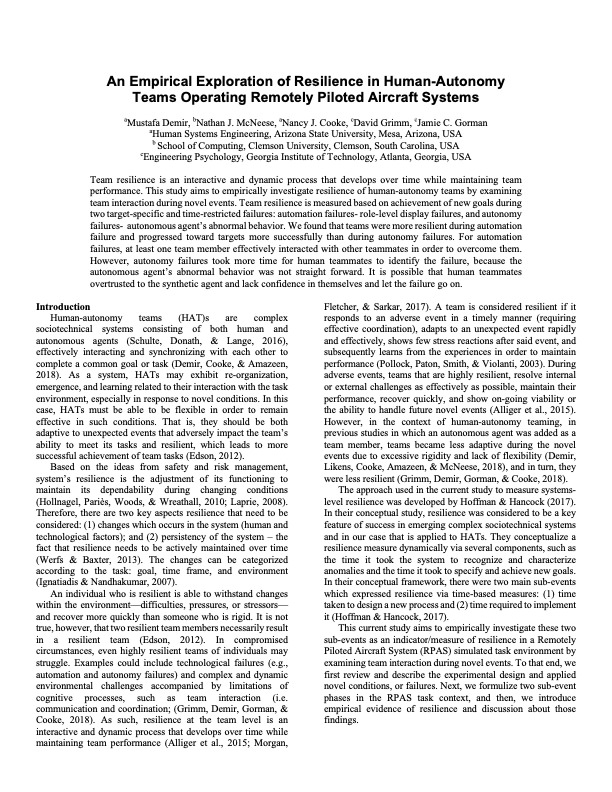 An Empirical Exploration of Resilience in Human-Autonomy
Teams Operating Remotely Piloted Aircraft Systems
aMustafa Demir, bNathan J. McNeese, aNancy J. Cooke, cDavid Grimm, cJamie C. Gorman
aHuman Systems Engineering, Arizona State University, Mesa, Arizona, USA
b School of Computing, Clemson University, Clemson, South Carolina, USA
cEngineering Psychology, Georgia Institute of Technology, Atlanta, Georgia, USA
Team resilience is an interactive and dynamic process that develops over time while maintaining team
performance. This study aims to empirically investigate resilience of human-autonomy teams by examining
team interaction during novel events. Team resilience is measured based on achievement of new goals during
two target-specific and time-restricted failures: automation failures- role-level display failures, and autonomy
failures- autonomous agent's abnormal behavior. We found that teams were more resilient during automation
failure and progressed toward targets more successfully than during autonomy failures. For automation
failures, at least one team member effectively interacted with other teammates in order to overcome them.
However, autonomy failures took more time for human teammates to identify the failure, because the
autonomous agent's abnormal behavior was not straight forward. It is possible that human teammates
overtrusted to the synthetic agent and lack confidence in themselves and let the failure go on.
Introduction
Human-autonomy teams (HAT)s are complex
sociotechnical systems consisting of both human and
autonomous agents (Schulte, Donath, & Lange, 2016),
effectively interacting and synchronizing with each other to
complete a common goal or task (Demir, Cooke, & Amazeen,
2018). As a system, HATs may exhibit re-organization,
emergence, and learning related to their interaction with the task
environment, especially in response to novel conditions. In this
case, HATs must be able to be flexible in order to remain
effective in such conditions. That is, they should be both
adaptive to unexpected events that adversely impact the team's
ability to meet its tasks and resilient, which leads to more
successful achievement of team tasks (Edson, 2012).
Based on the ideas from safety and risk management,
system's resilience is the adjustment of its functioning to
maintain its dependability during changing conditions
(Hollnagel, Pariès, Woods, & Wreathall, 2010; Laprie, 2008).
Therefore, there are two key aspects resilience that need to be
considered: (1) changes which occurs in the system (human and
technological factors); and (2) persistency of the system – the
fact that resilience needs to be actively maintained over time
(Werfs & Baxter, 2013). The changes can be categorized
according to the task: goal, time frame, and environment
(Ignatiadis & Nandhakumar, 2007).
An individual who is resilient is able to withstand changes
within the environment—difficulties, pressures, or stressors—
and recover more quickly than someone who is rigid. It is not
true, however, that two resilient team members necessarily result
in a resilient team (Edson, 2012). In compromised
circumstances, even highly resilient teams of individuals may
struggle. Examples could include technological failures (e.g.,
automation and autonomy failures) and complex and dynamic
environmental challenges accompanied by limitations of
cognitive processes, such as team interaction (i.e.
communication and coordination; (Grimm, Demir, Gorman, &
Cooke, 2018). As such, resilience at the team level is an
interactive and dynamic process that develops over time while
maintaining team performance (Alliger et al., 2015; Morgan,
Fletcher, & Sarkar, 2017). A team is considered resilient if it
responds to an adverse event in a timely manner (requiring
effective coordination), adapts to an unexpected event rapidly
and effectively, shows few stress reactions after said event, and
subsequently learns from the experiences in order to maintain
performance (Pollock, Paton, Smith, & Violanti, 2003). During
adverse events, teams that are highly resilient, resolve internal
or external challenges as effectively as possible, maintain their
performance, recover quickly, and show on-going viability or
the ability to handle future novel events (Alliger et al., 2015).
However, in the context of human-autonomy teaming, in
previous studies in which an autonomous agent was added as a
team member, teams became less adaptive during the novel
events due to excessive rigidity and lack of flexibility (Demir,
Likens, Cooke, Amazeen, & McNeese, 2018), and in turn, they
were less resilient (Grimm, Demir, Gorman, & Cooke, 2018).
The approach used in the current study to measure systems-
level resilience was developed by Hoffman & Hancock (2017).
In their conceptual study, resilience was considered to be a key
feature of success in emerging complex sociotechnical systems
and in our case that is applied to HATs. They conceptualize a
resilience measure dynamically via several components, such as
the time it took the system to recognize and characterize
anomalies and the time it took to specify and achieve new goals.
In their conceptual framework, there were two main sub-events
which expressed resilience via time-based measures: (1) time
taken to design a new process and (2) time required to implement
it (Hoffman & Hancock, 2017).
This current study aims to empirically investigate these two
sub-events as an indicator/measure of resilience in a Remotely
Piloted Aircraft System (RPAS) simulated task environment by
examining team interaction during novel events. To that end, we
first review and describe the experimental design and applied
novel conditions, or failures. Next, we formulize two sub-event
phases in the RPAS task context, and then, we introduce
empirical evidence of resilience and discussion about those
findings.